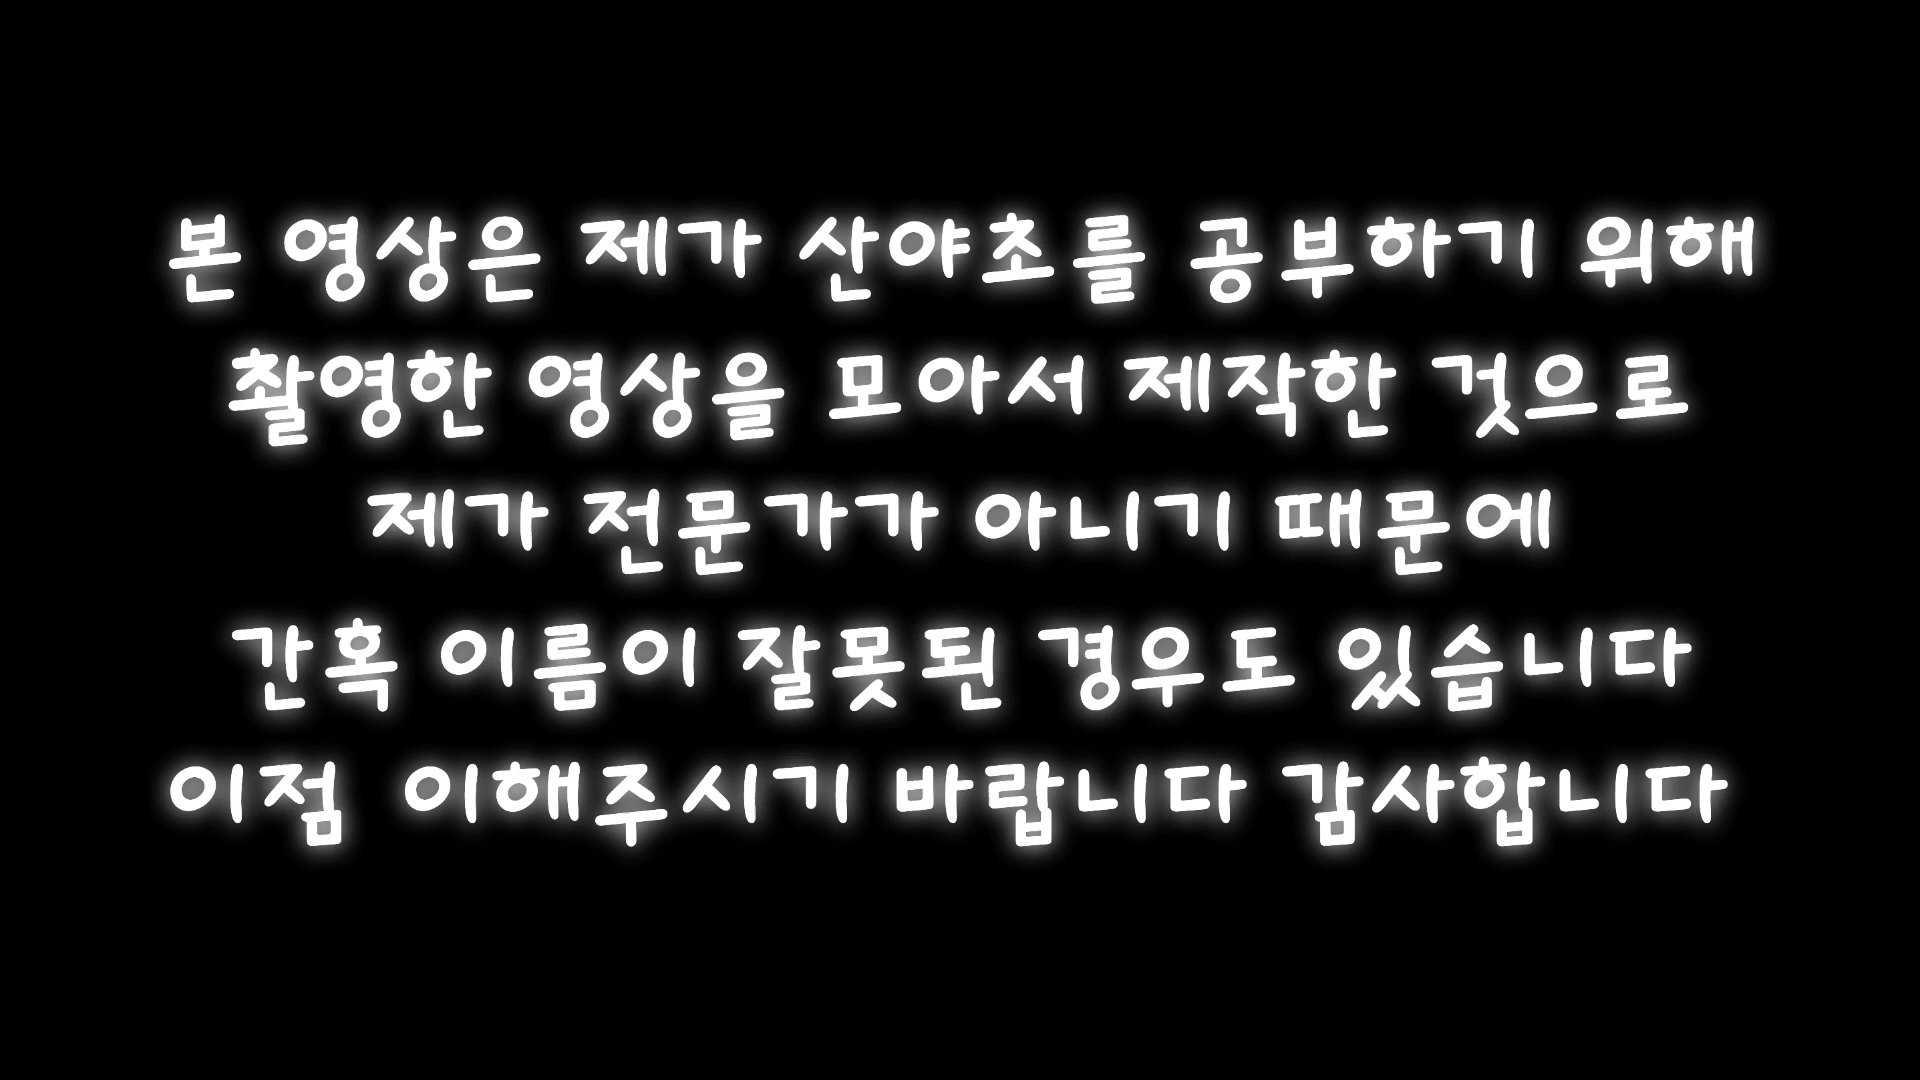 본 영상은 제가 산야초를 공부하기 위해
촬영한 영상을 모아서 제작한 것으로
제가 전문가가 아니기 때문에
간혹 이름이 잘못된 경우도 있습니다
이점 이해주시기 바랍니다 감사합니다